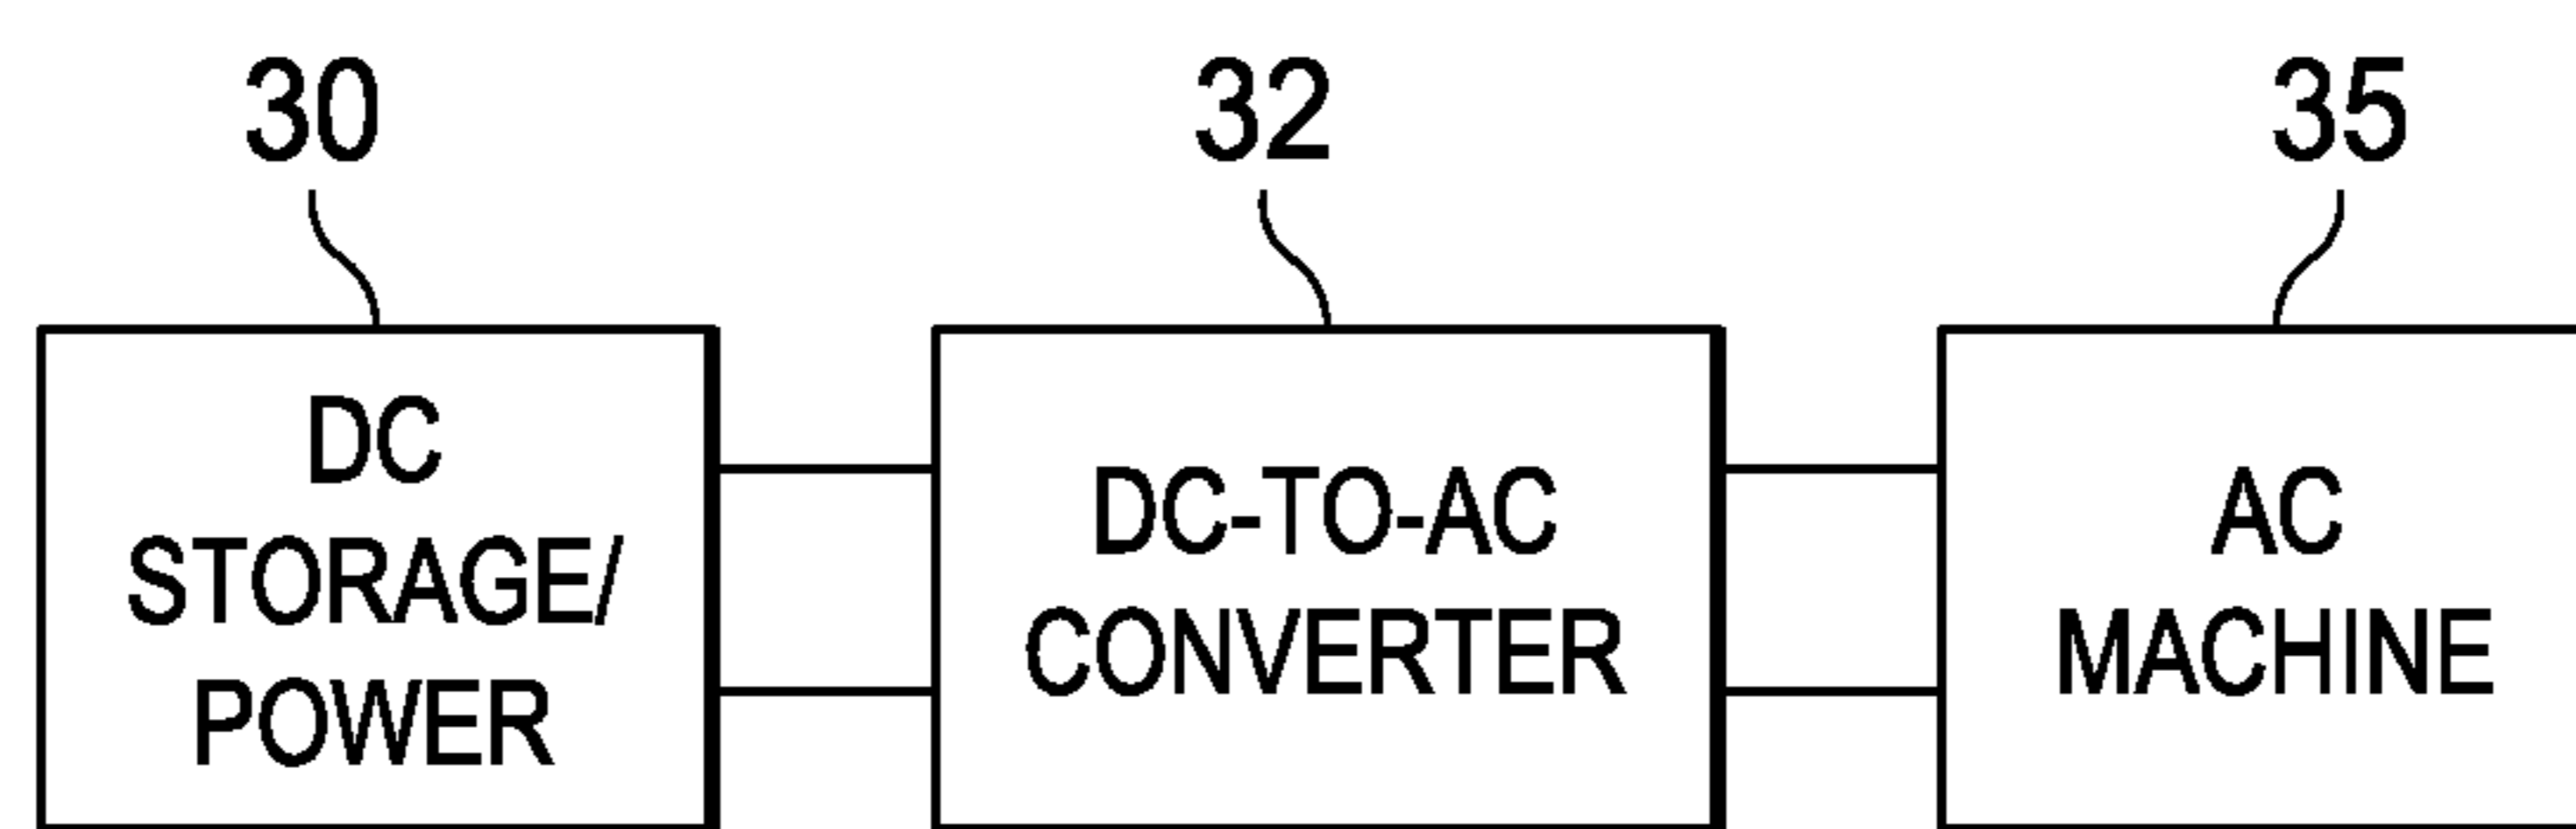 30
32
35
DC
STORAGE/
POWER
DC-TO-AC
CONVERTER
AC
MACHINE